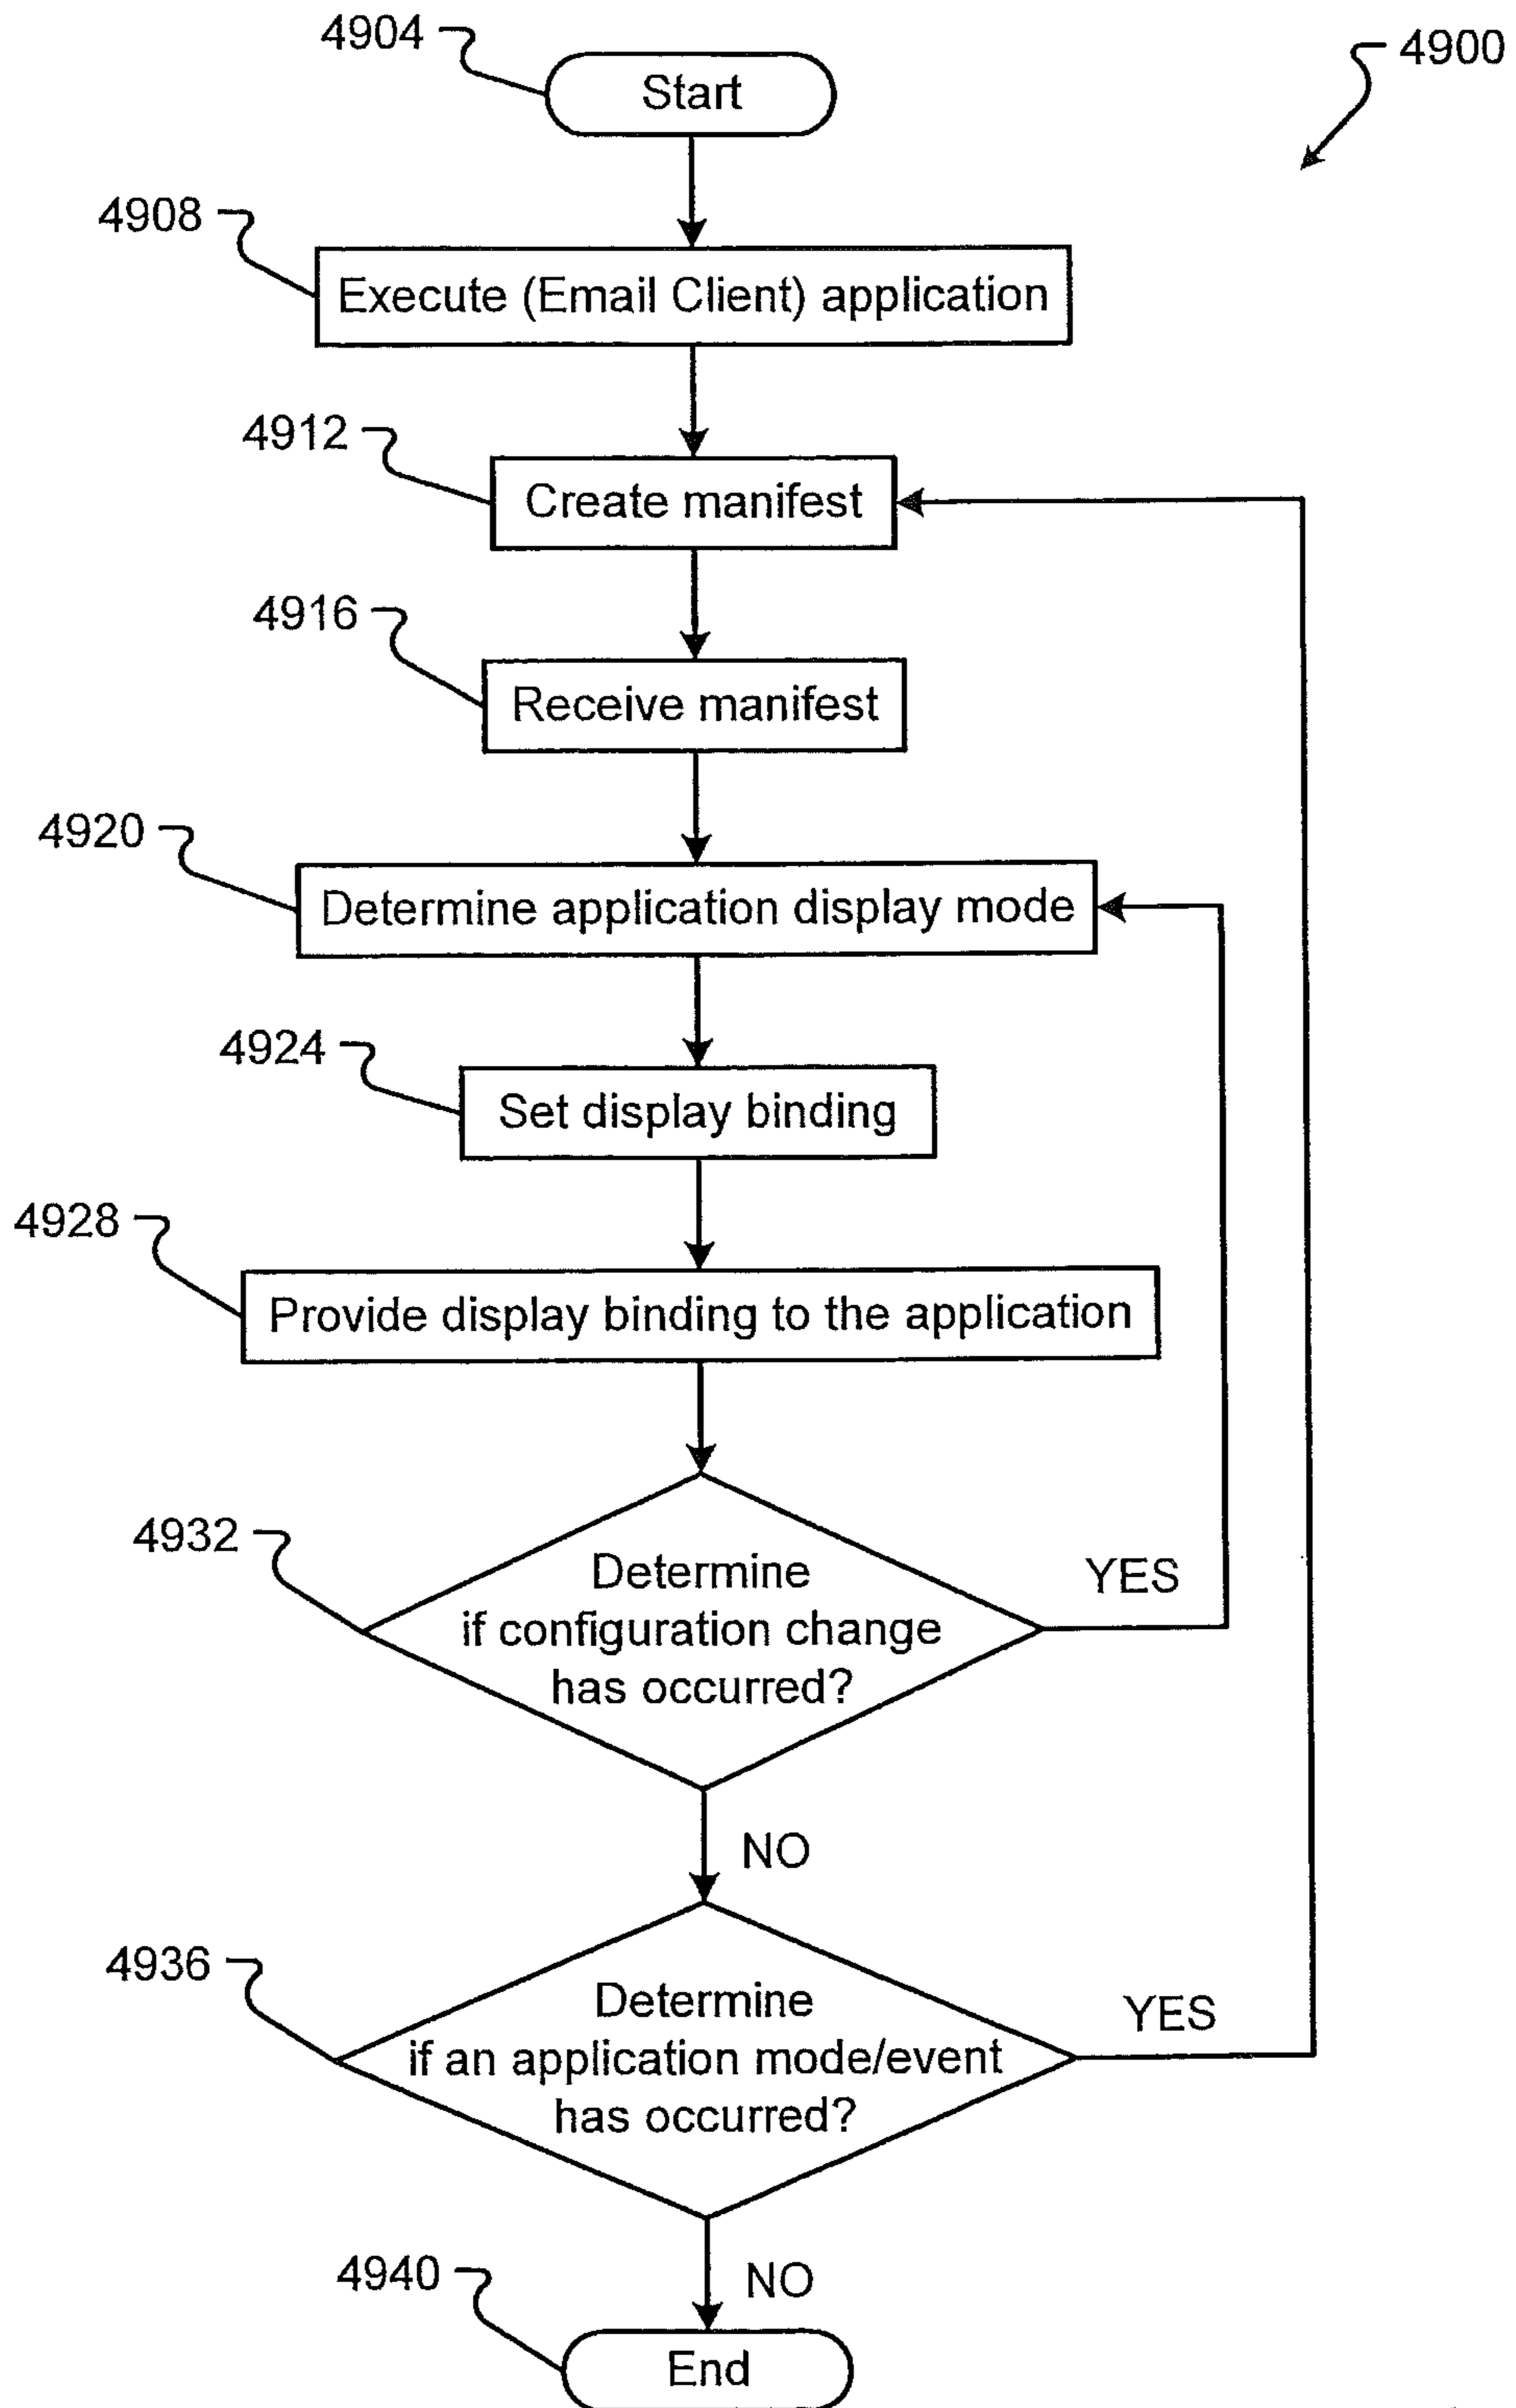 4904
Start
4900
4908
Execute (Email Client) application
4912
Create manifest
4916
Receive manifest
4920
Determine application display mode
4924
Set display binding
4928
Provide display binding to the application
4932
Determine
if configuration change
has occurred?
YES
NO
4936
Determine
if an application mode/event
has occurred?
YES
NO
4940
End